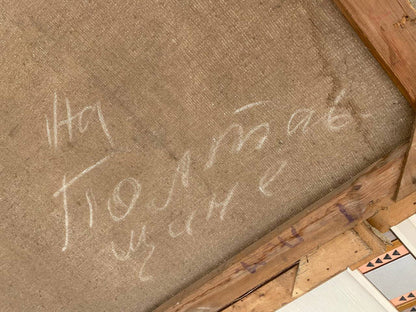 На
Полтав-
щине